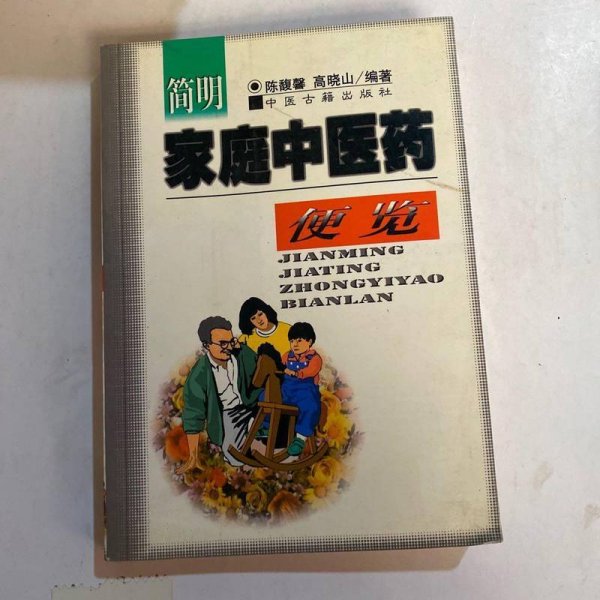 简明
陈馥馨 高晓山/编著
中医古籍出版社
家庭中医药
便览
JIANMING
JIATING
ZHONGYIYAO
BIANLAN